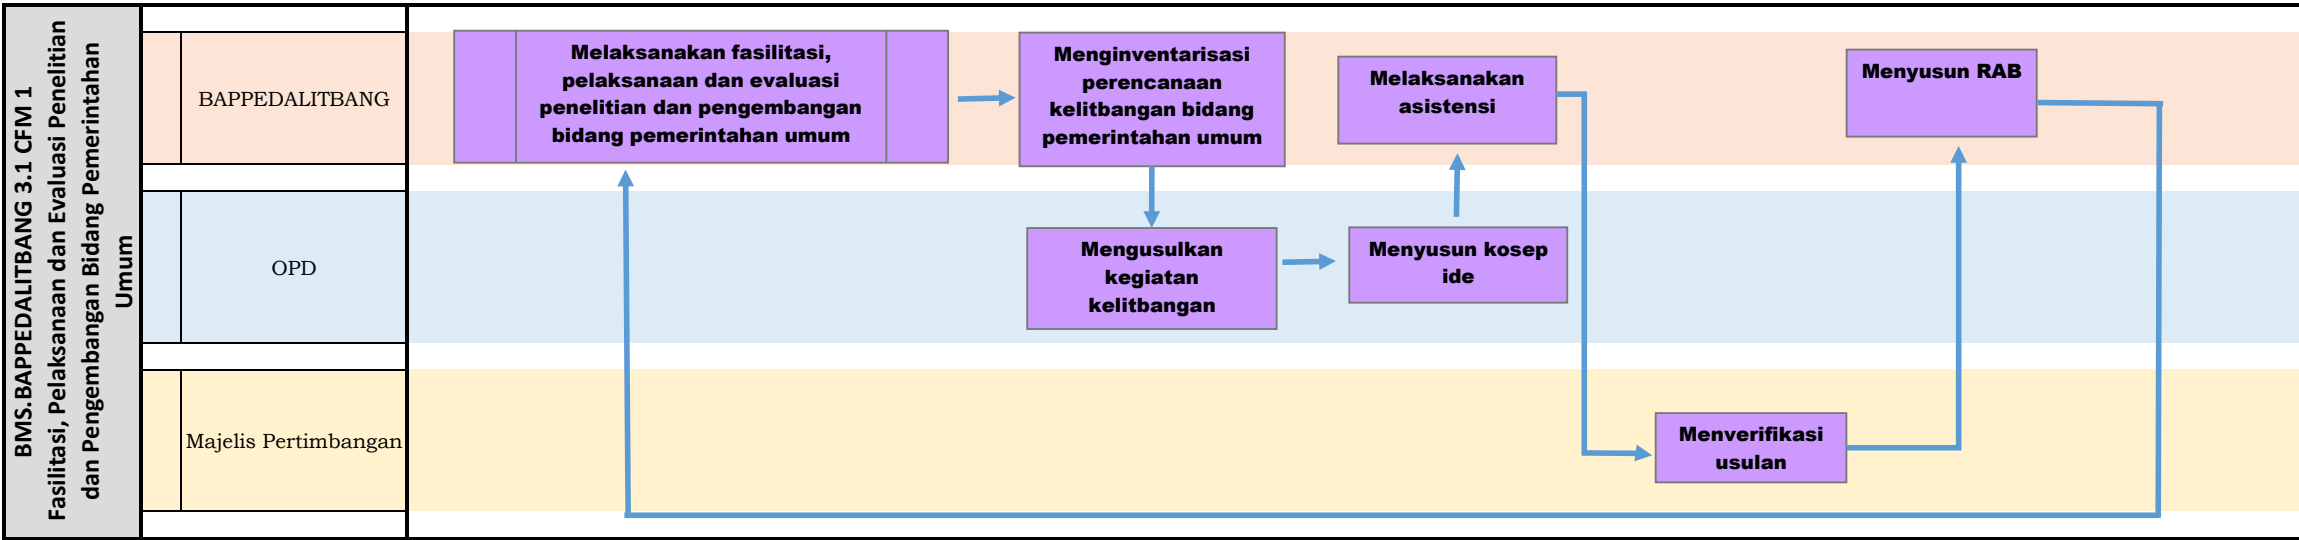 BMS.BAPPEDALITBANG 3.1 CFM 1
Fasilitasi, Pelaksanaan dan Evaluasi Penelitian
dan Pengembangan Bidang Pemerintahan
Umum
BAPPEDALITBANG
Melaksanakan fasilitasi,
pelaksanaan dan evaluasi
penelitian dan pengembangan
bidang pemerintahan umum
Menginventarisasi
perencanaan
kelitbangan bidang
pemerintahan umum
Melaksanakan
asistensi
Menyusun RAB
OPD
Mengusulkan
kegiatan
kelitbangan
Menyusun kosep
ide
Majelis Pertimbangan
Menverifikasi
usulan